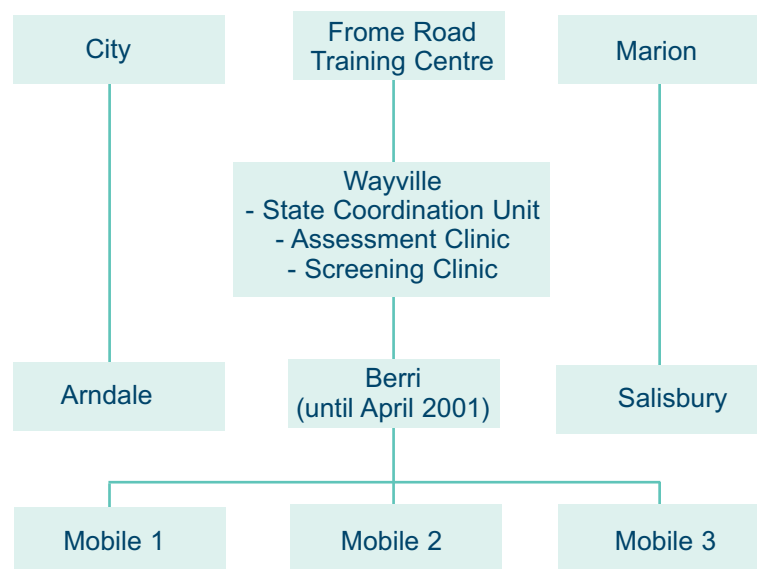 City
Frome Road
Training Centre
Marion
Wayville
- State Coordination Unit
- Assessment Clinic
- Screening Clinic
Arndale
Berri
(until April 2001)
Salisbury
Mobile 1
Mobile 2
Mobile 3